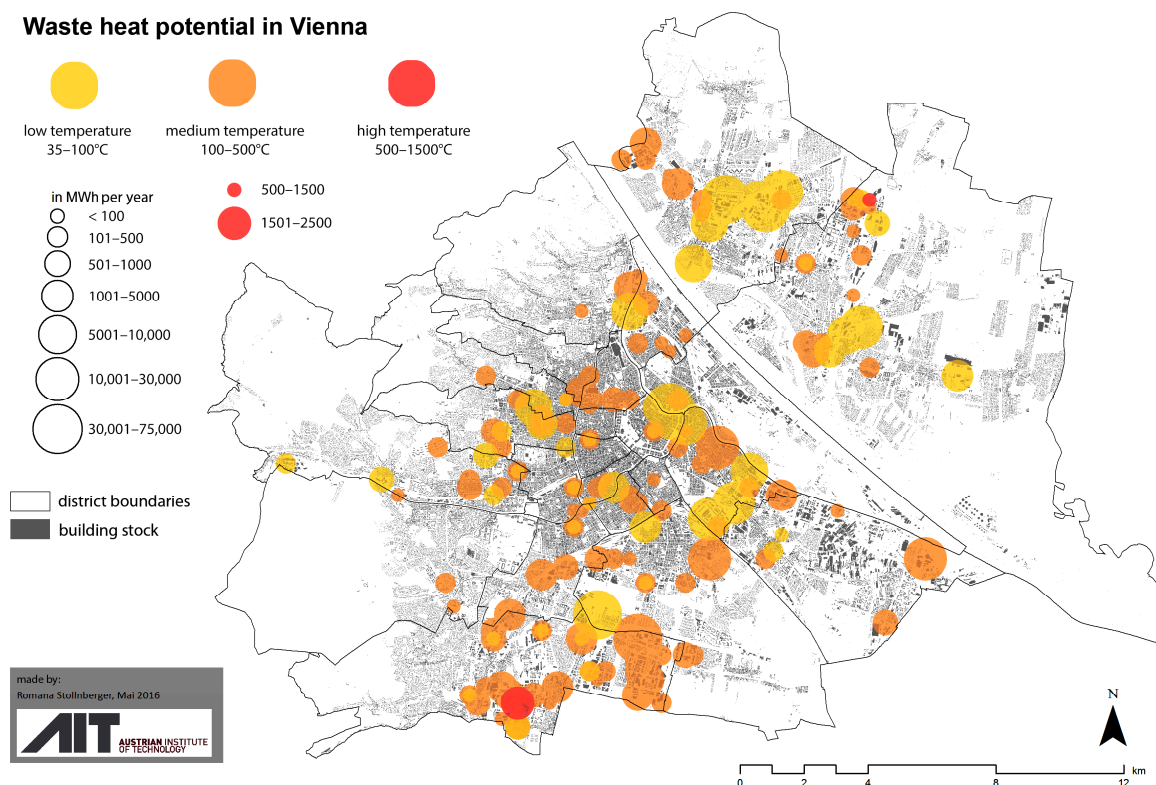 Waste heat potential in Vienna
low temperature
35–100°C
medium temperature
100–500°C
high temperature
500–1500°C
in MWh per year
< 100
101–500
501–1000
1001–5000
5001–10,000
10,001–30,000
30,001–75,000
500–1500
1501–2500
district boundaries
building stock
made by:
Romana Stollnberger, Mai 2016
AIT AUSTRIAN INSTITUTE
OF TECHNOLOGY
N
km
0 2 4 8 12